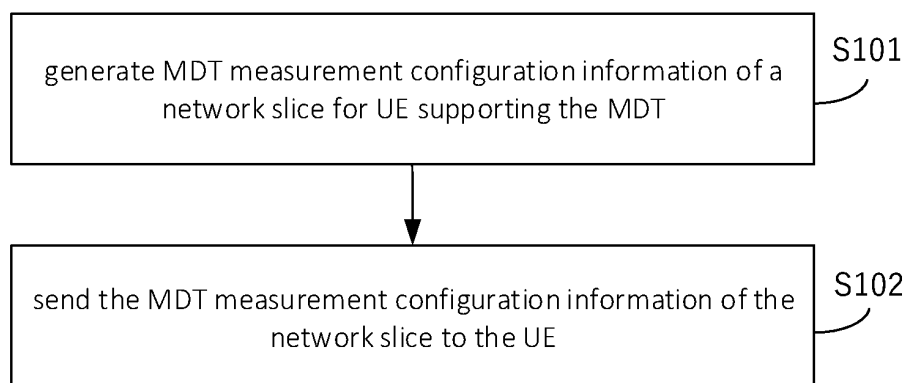 generate MDT measurement configuration information of a
network slice for UE supporting the MDT
S101
send the MDT measurement configuration information of the
network slice to the UE
S102